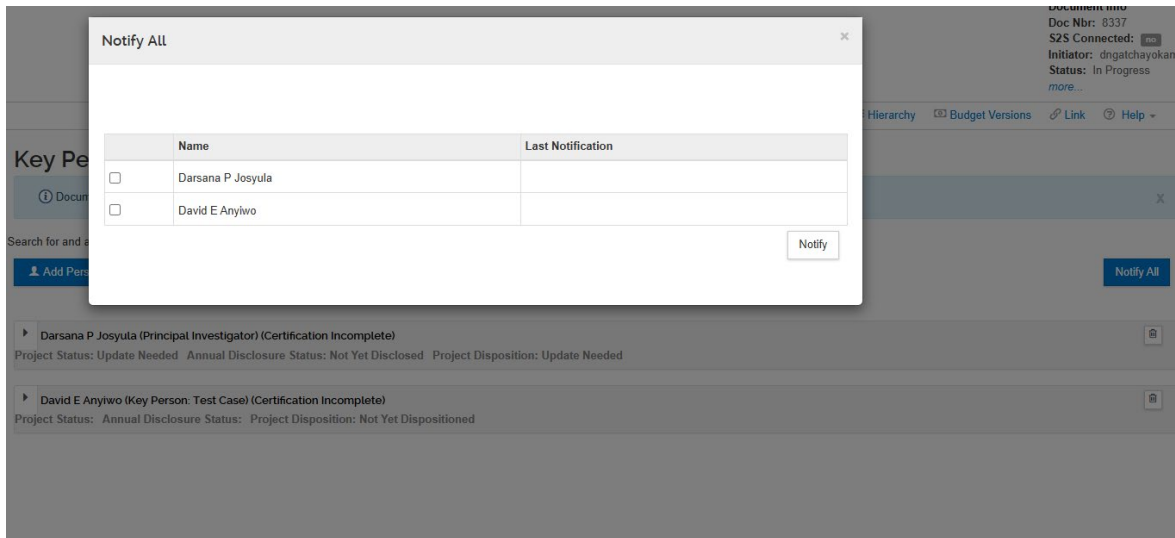 Document Info
Doc Nbr: 8337
S2S Connected: no
Initiator: dngatchayokan
Status: In Progress
more...
Hierarchy Budget Versions Link Help
Notify All
×
Name Last Notification
Darsana P Josyula
David E Anyiwo
Notify
Key Pe
Docum
X
Search for and a
Add Pers
Notify All
Darsana P Josyula (Principal Investigator) (Certification Incomplete)
Project Status: Update Needed Annual Disclosure Status: Not Yet Disclosed Project Disposition: Update Needed
David E Anyiwo (Key Person: Test Case) (Certification Incomplete)
Project Status: Annual Disclosure Status: Project Disposition: Not Yet Dispositioned